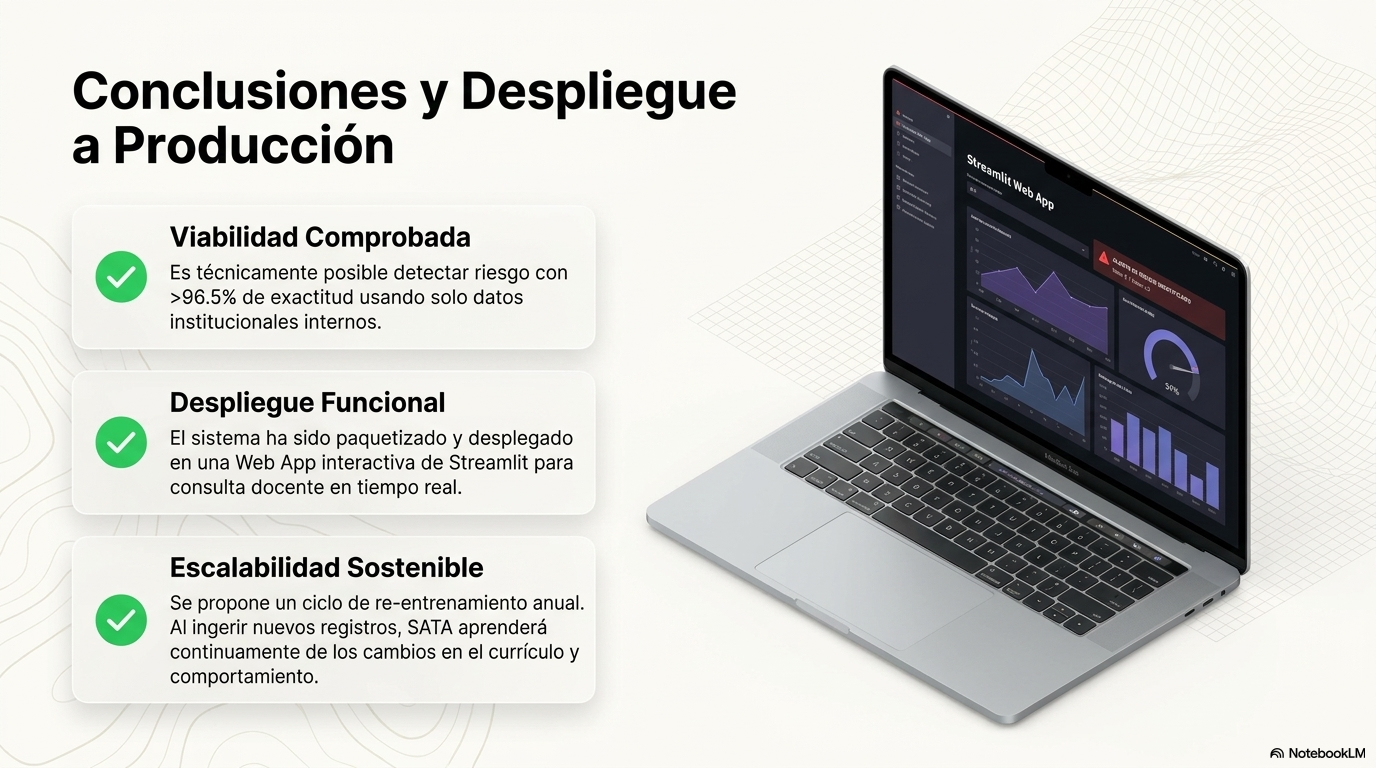 Conclusiones y Despliegue
a Producción
Viabilidad Comprobada
Es técnicamente posible detectar riesgo con
>96.5% de exactitud usando solo datos
institucionales internos.
Despliegue Funcional
El sistema ha sido paquetizado y desplegado
en una Web App interactiva de Streamlit para
consulta docente en tiempo real.
Escalabilidad Sostenible
Se propone un ciclo de re-entrenamiento anual.
Al ingerir nuevos registros, SATA aprenderá
continuamente de los cambios en el currículo y
comportamiento.
Streamlit Web App
NotebookLM